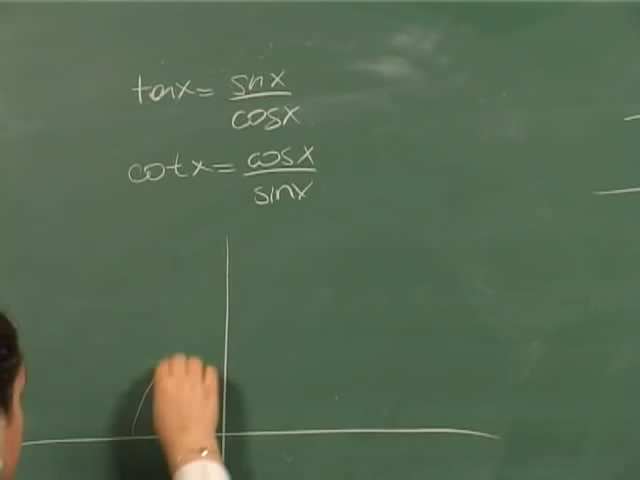 tanx = sinx/cosx
cotx = cosx/sinx